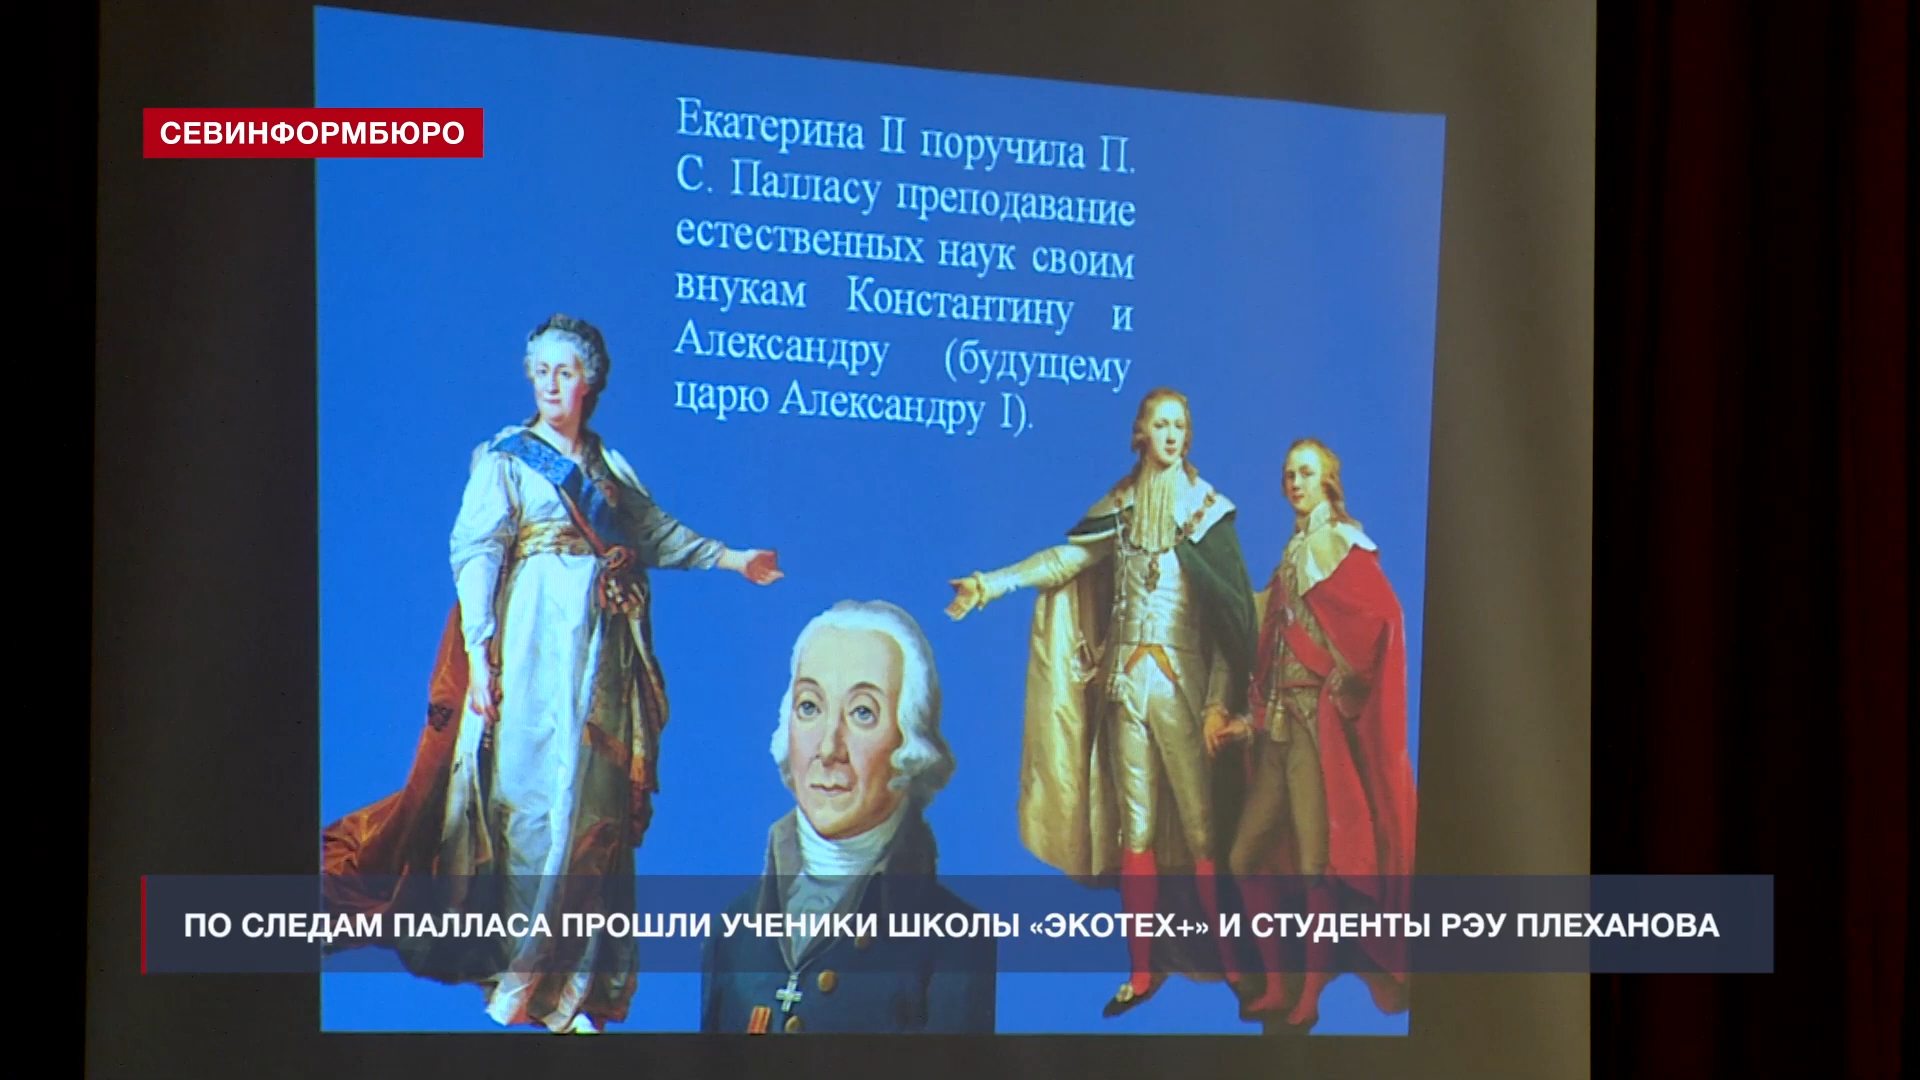 СЕВИНФОРМБЮРО
Екатерина II поручила П.
С. Палласу преподавание
естественных наук своим
внукам Константину и
Александру (будущему
царю Александру I).
ПО СЛЕДАМ ПАЛЛАСА ПРОШЛИ УЧЕНИКИ ШКОЛЫ «ЭКОТЕХ+» И СТУДЕНТЫ РЭУ ПЛЕХАНОВА